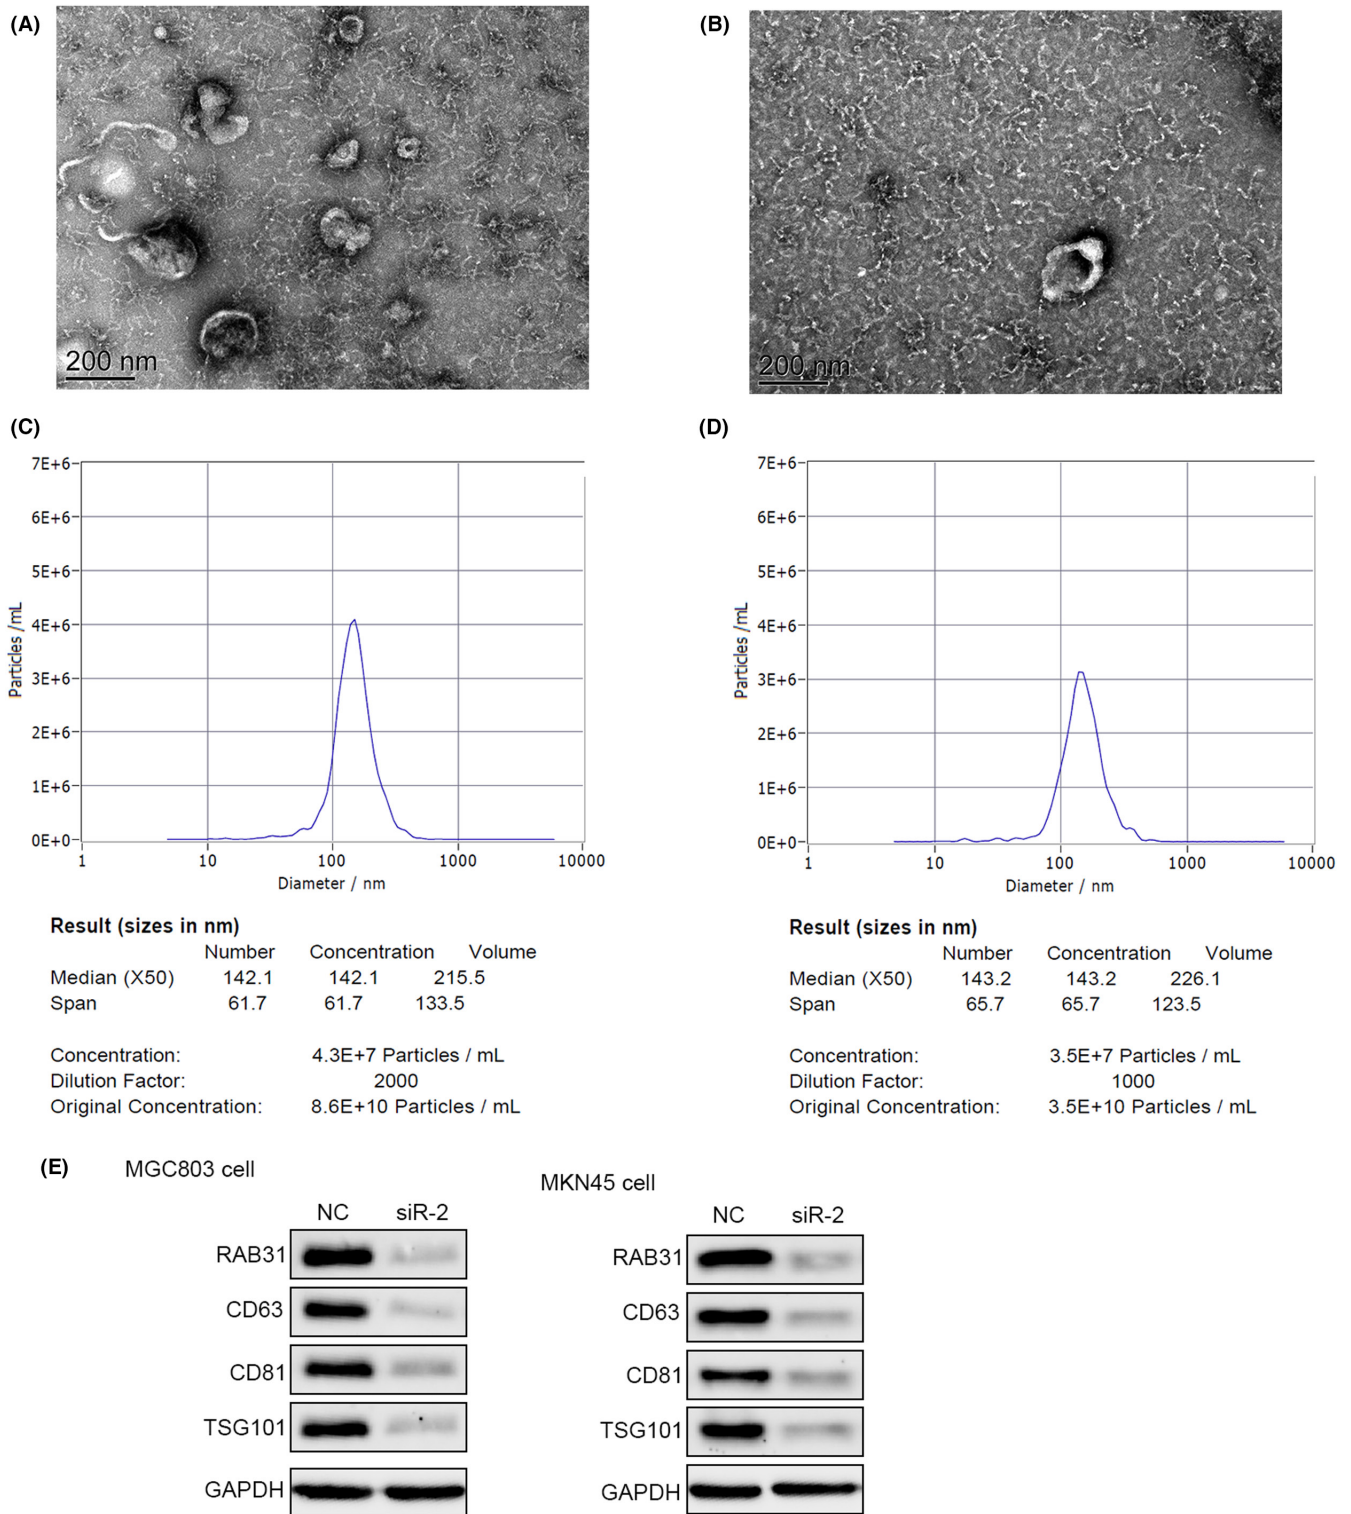 (A)
(B)
200 nm
200 nm
(C)
(D)
7E+6
6E+6
5E+6
4E+6
3E+6
2E+6
1E+6
0E+0
Particles /mL
1 10 100 1000 10000
Diameter / nm
7E+6
6E+6
5E+6
4E+6
3E+6
2E+6
1E+6
0E+0
Particles /mL
1 10 100 1000 10000
Diameter / nm
Result (sizes in nm)
Number Concentration Volume
Median (X50) 142.1 142.1 215.5
Span 61.7 61.7 133.5
Concentration: 4.3E+7 Particles / mL
Dilution Factor: 2000
Original Concentration: 8.6E+10 Particles / mL
Result (sizes in nm)
Number Concentration Volume
Median (X50) 143.2 143.2 226.1
Span 65.7 65.7 123.5
Concentration: 3.5E+7 Particles / mL
Dilution Factor: 1000
Original Concentration: 3.5E+10 Particles / mL
(E)
MGC803 cell
NC siR-2
RAB31
CD63
CD81
TSG101
GAPDH
MKN45 cell
NC siR-2
RAB31
CD63
CD81
TSG101
GAPDH